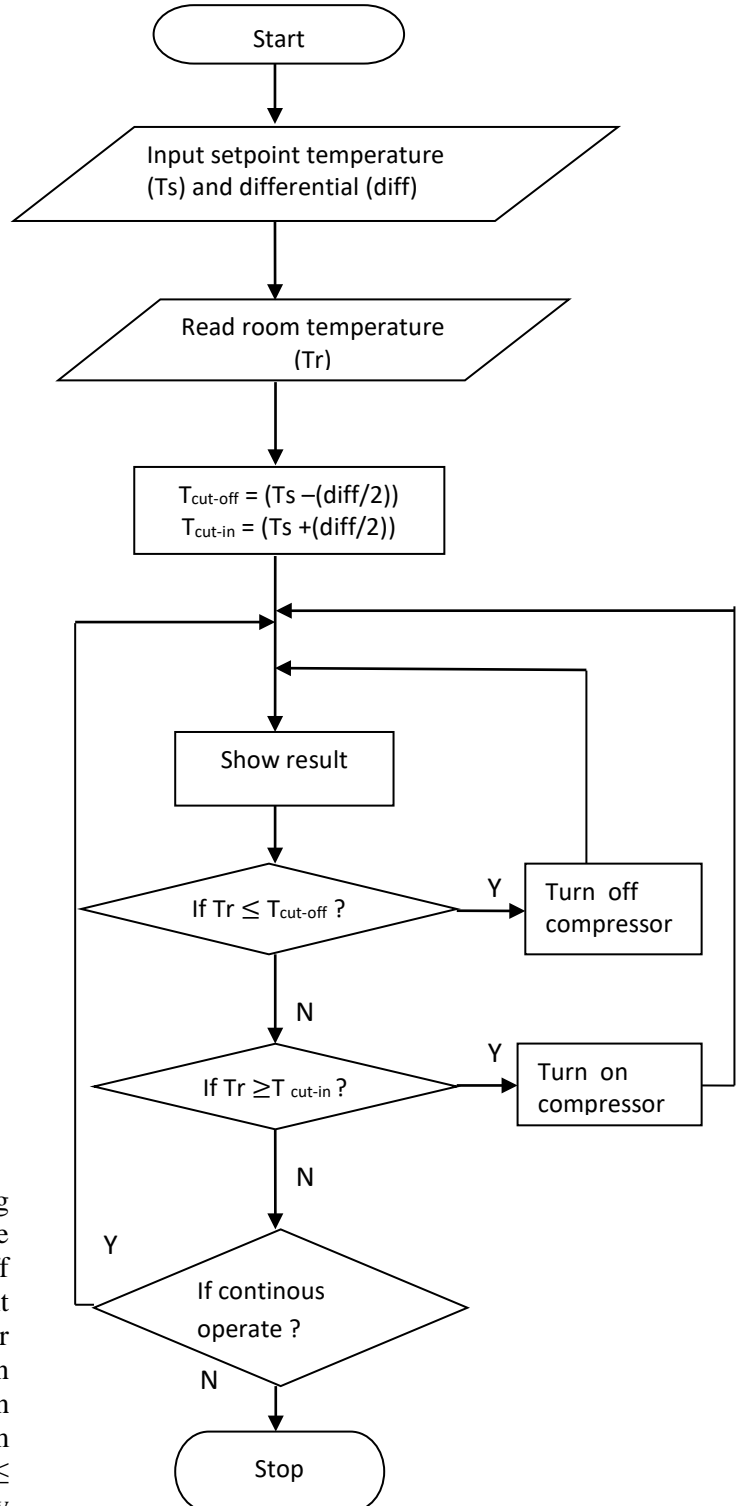 Start
Input setpoint temperature
(Ts) and differential (diff)
Read room temperature
(Tr)
Tcut-off = (Ts –(diff/2))
Tcut-in = (Ts +(diff/2))
Show result
If Tr ≤ Tcut-off ?
Y
Turn off
compressor
N
If Tr ≥T cut-in ?
Y
Turn on
compressor
N
Y
If continous
operate ?
N
Stop
g
e
ff
t
r
n
n
n
≤